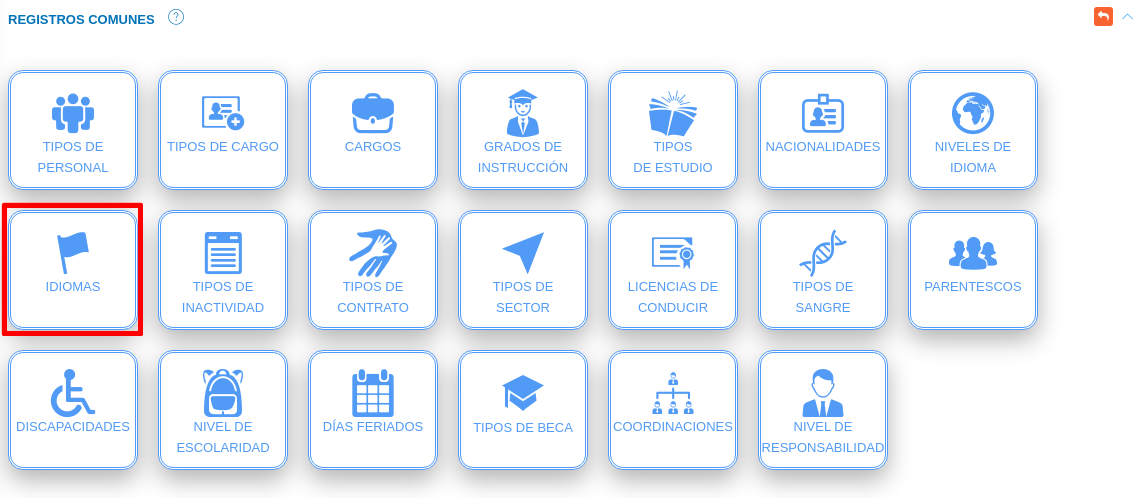 REGISTROS COMUNES ?
TIPOS DE
PERSONAL
TIPOS DE CARGO
CARGOS
GRADOS DE
INSTRUCCIÓN
TIPOS
DE ESTUDIO
NACIONALIDADES
NIVELES DE
IDIOMA
IDIOMAS
TIPOS DE
INACTIVIDAD
TIPOS DE
CONTRATO
TIPOS DE
SECTOR
LICENCIAS DE
CONDUCIR
TIPOS DE
SANGRE
PARENTESCOS
DISCAPACIDADES
NIVEL DE
ESCOLARIDAD
DÍAS FERIADOS
TIPOS DE BECA
COORDINACIONES
NIVEL DE
RESPONSABILIDAD